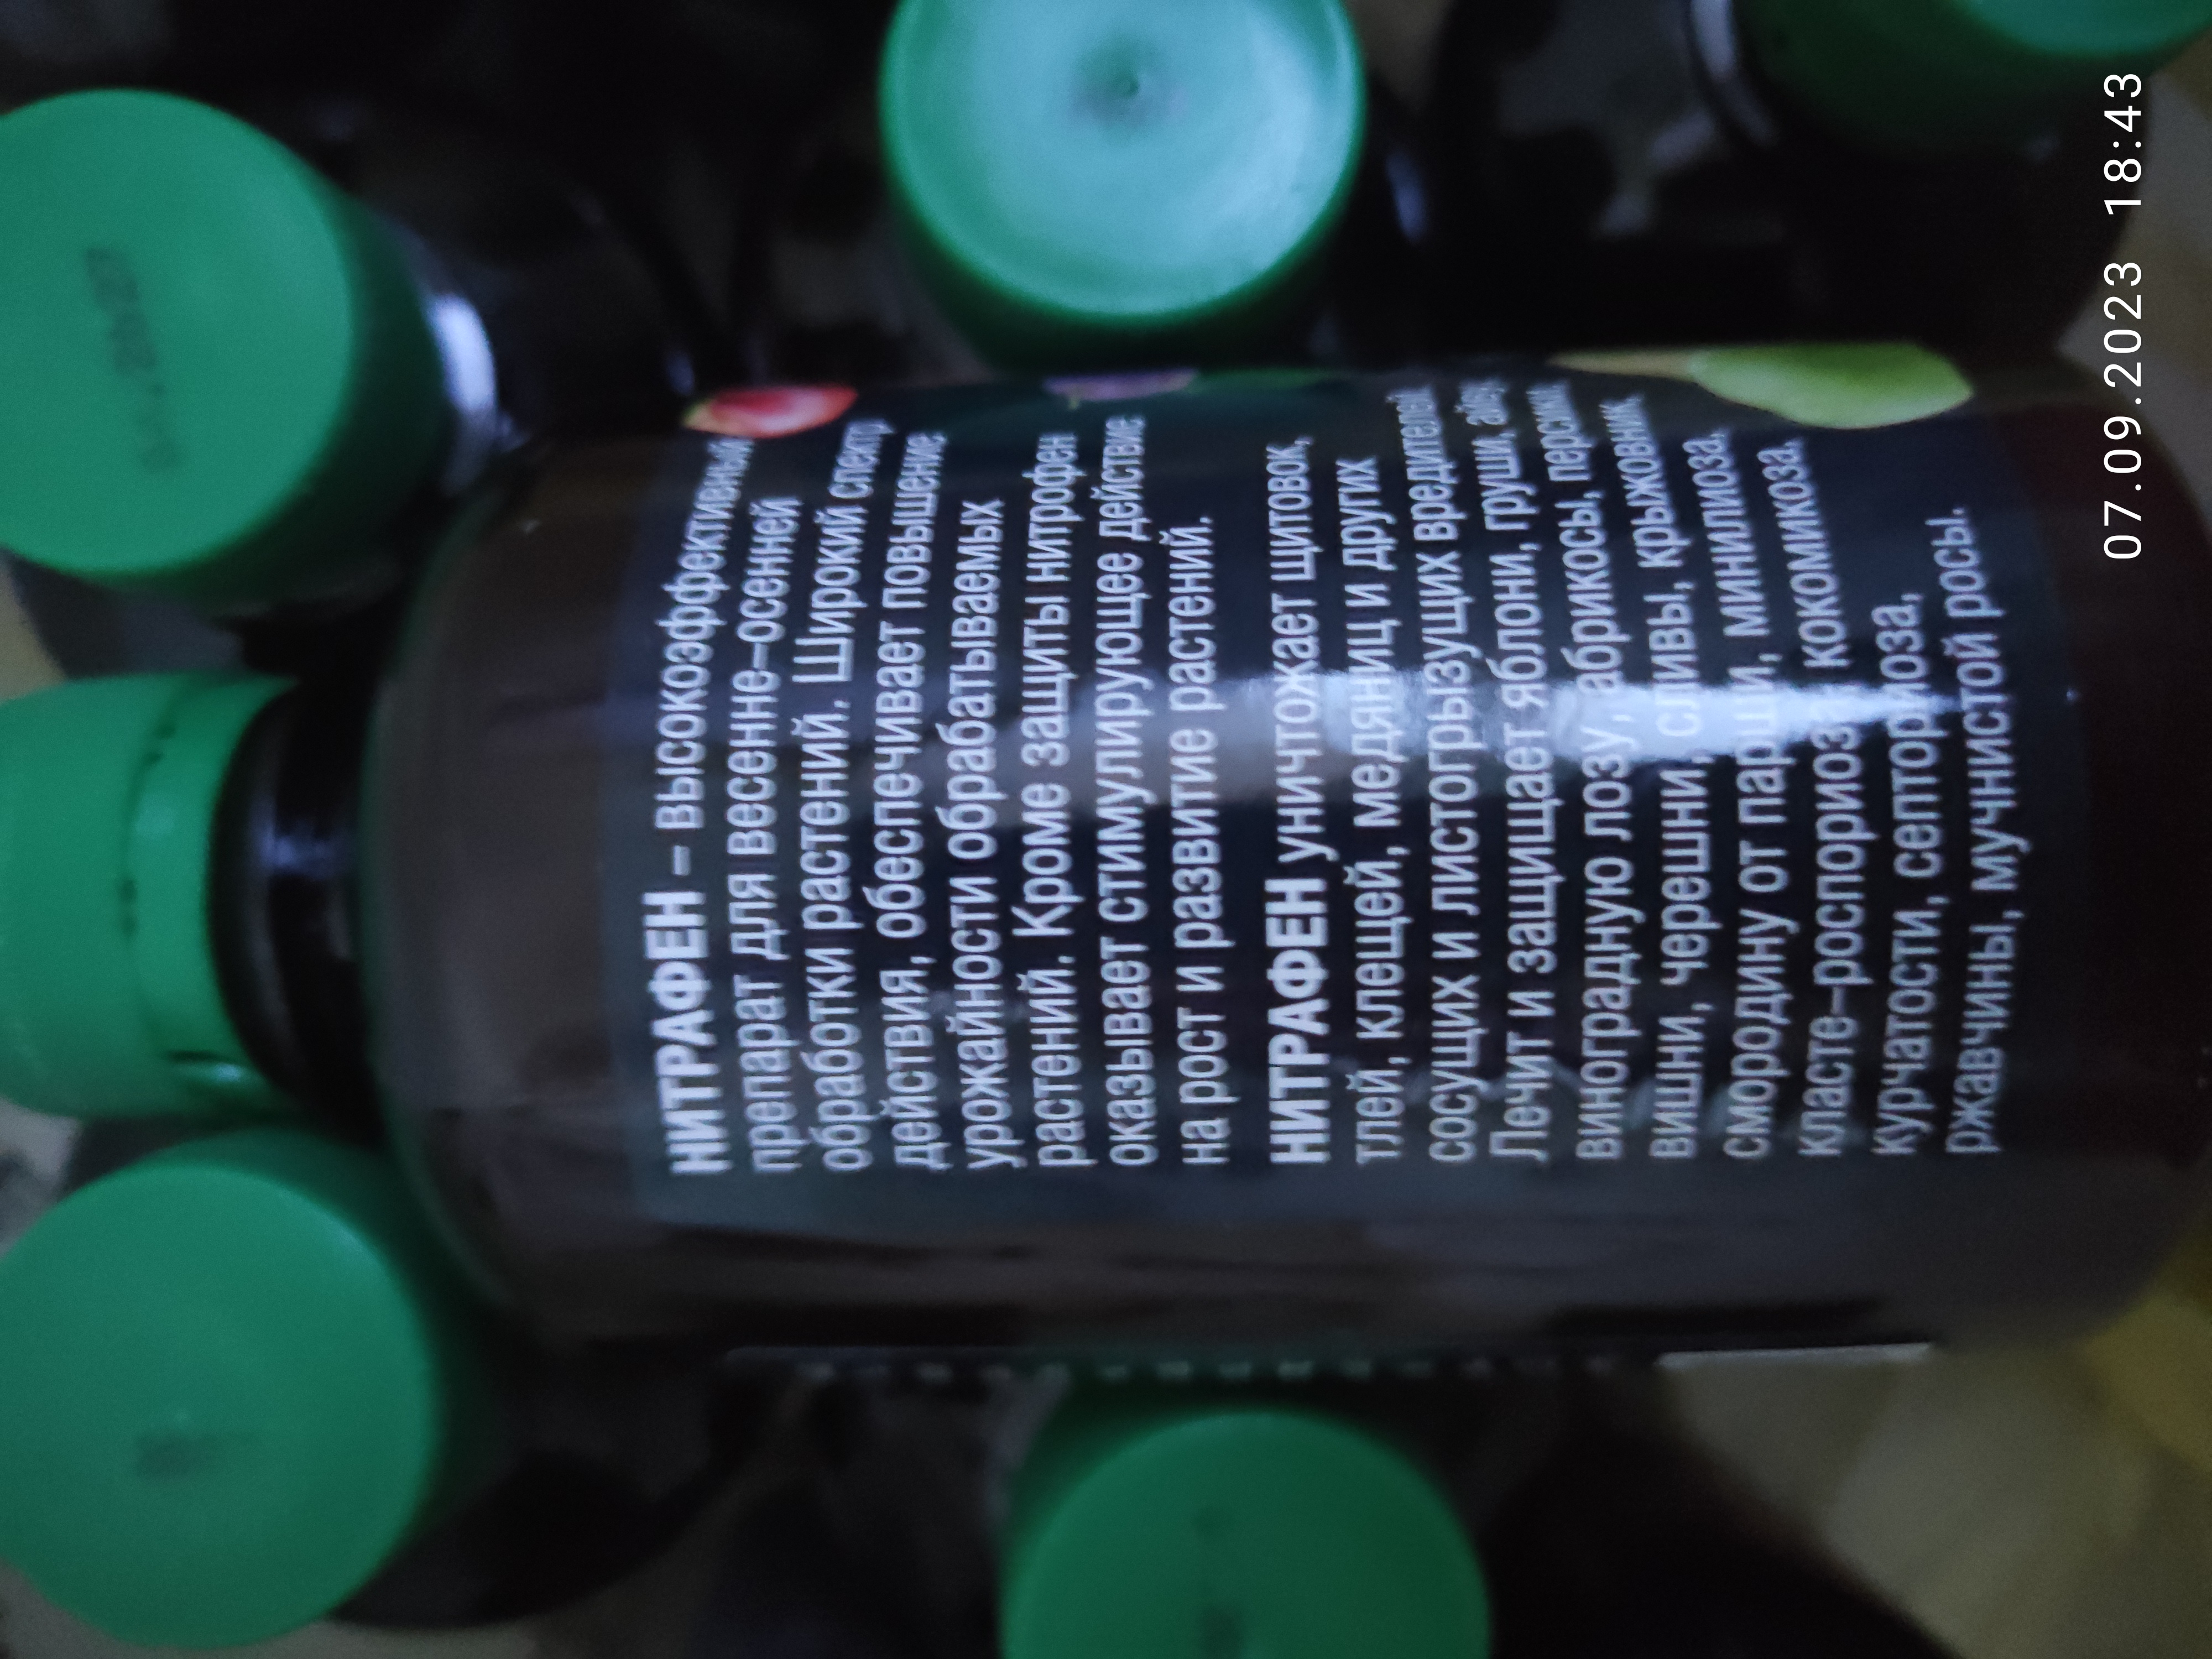 НИТРАФЕН – высокоэффективный
препарат для весенне–осенней
обработки растений. Широкий спектр
действия, обеспечивает повышение
урожайности обрабатываемых
растений. Кроме защиты нитрофен
оказывает стимулирующее действие
на рост и развитие растений.
НИТРАФЕН уничтожает щитовок,
тлей, клещей, медяниц и других
сосущих и листогрызущих вредителей.
Лечит и защищает яблони, груши, айву,
виноградную лозу, абрикосы, персики,
вишни, черешни, сливы, крыжовник,
смородину от парши, минилиоза,
класте–роспориоза, кокомикоза,
курчатости, септориоза,
ржавчины, мучнистой росы.
07.09.2023 18:43